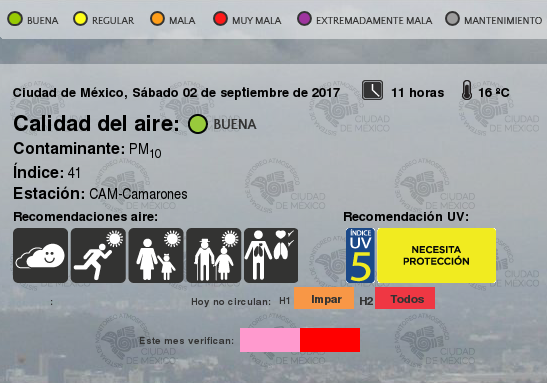 BUENA REGULAR MALA MUY MALA EXTREMADAMENTE MALA MANTENIMIENTO
Ciudad de México, Sábado 02 de septiembre de 2017 11 horas 16 ºC
Calidad del aire: BUENA
Contaminante: PM10
Índice: 41
Estación: CAM-Camarones
Recomendaciones aire: Recomendación UV:
ÍNDICE UV 5 NECESITA PROTECCIÓN
: Hoy no circulan: H1 Impar H2 Todos
Este mes verifican:
CIUDAD DE MÉXICO